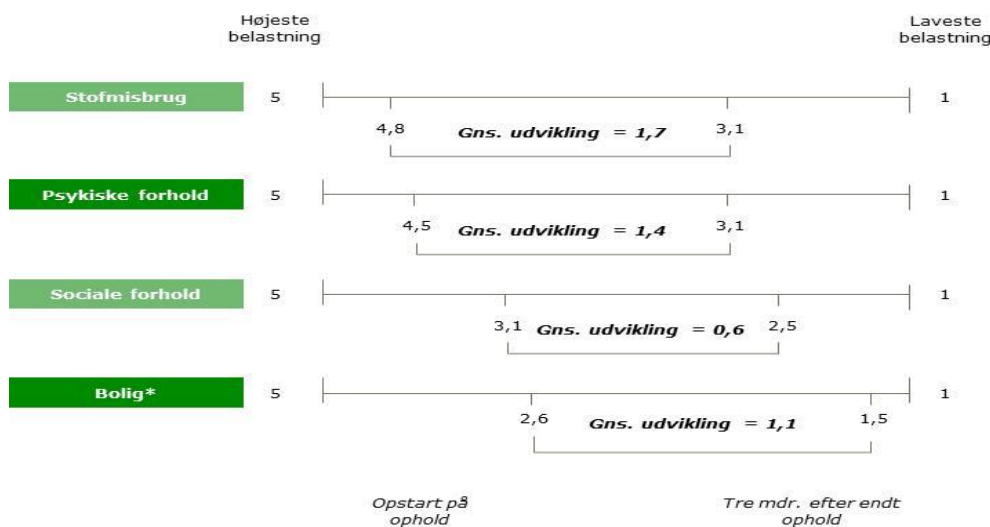 Højeste belastning
Laveste belastning
Stofmisbrug 5 1
4,8 Gns. udvikling = 1,7 3,1
Psykiske forhold 5 1
4,5 Gns. udvikling = 1,4 3,1
Sociale forhold 5 1
3,1 Gns. udvikling = 0,6 2,5
Bolig* 5 1
2,6 Gns. udvikling = 1,1 1,5
Opstart på
ophold
Tre mdr. efter endt
ophold